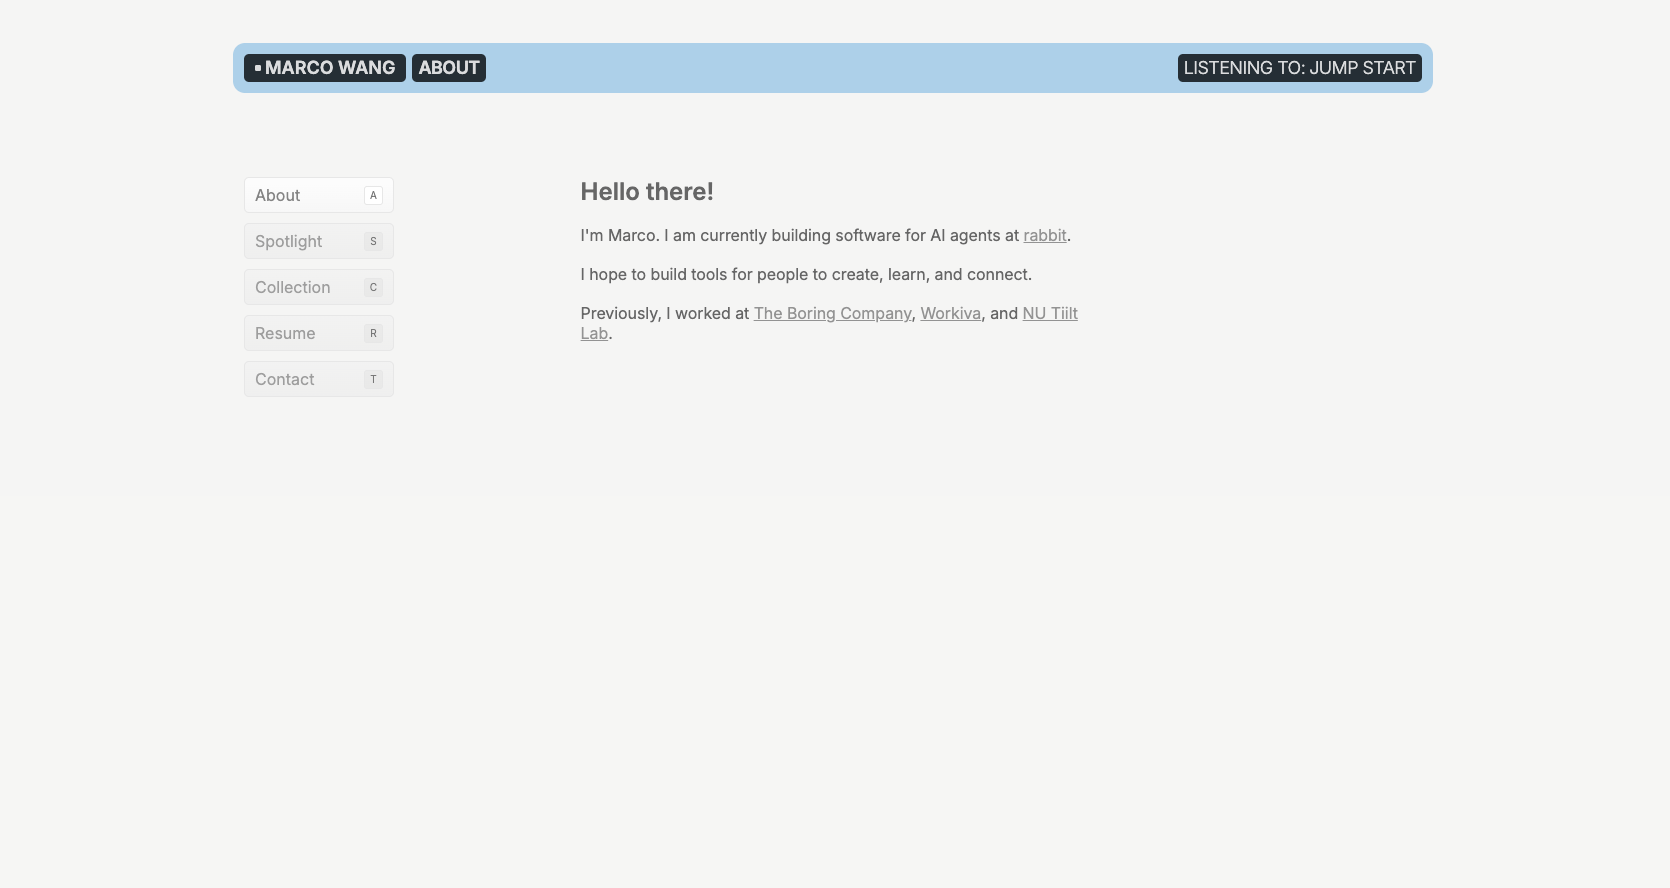 MARCO WANG ABOUT LISTENING TO: JUMP START
About A
Spotlight S
Collection C
Resume R
Contact T
Hello there!
I'm Marco. I am currently building software for AI agents at rabbit.
I hope to build tools for people to create, learn, and connect.
Previously, I worked at The Boring Company, Workiva, and NU Tiilt
Lab.